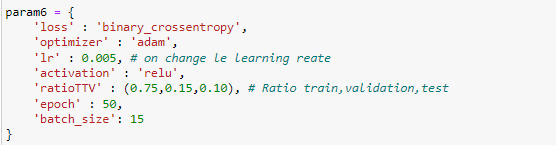 param6 = {
    'loss' : 'binary_crossentropy',
    'optimizer' : 'adam',
    'lr' : 0.005, # on change le learning reate
    'activation' : 'relu',
    'ratioTTV' : (0.75,0.15,0.10), # Ratio train,validation,test
    'epoch' : 50,
    'batch_size': 15
}